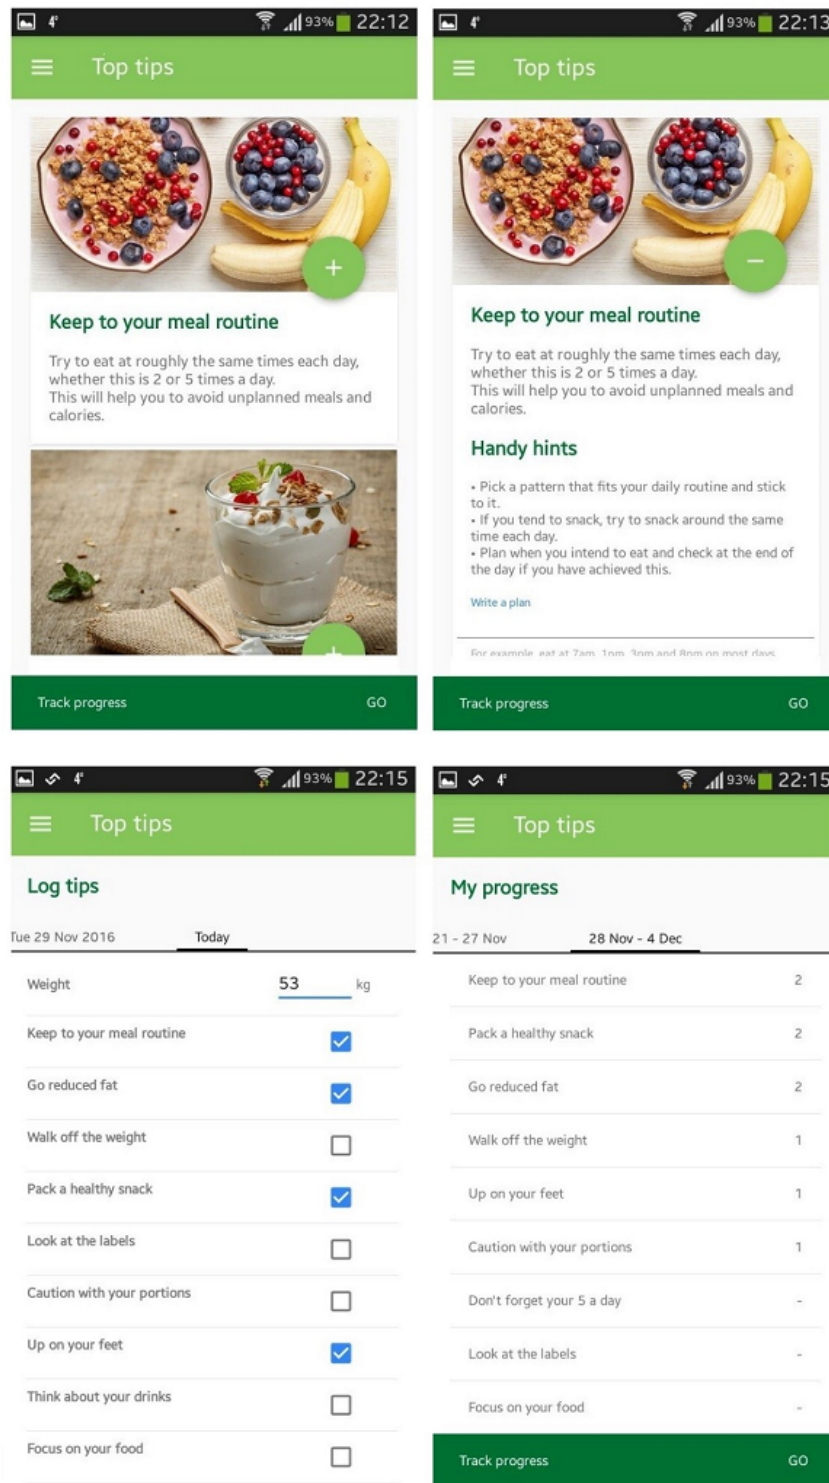 4°
93%
22:12
Top tips
Keep to your meal routine
Try to eat at roughly the same times each day,
whether this is 2 or 5 times a day.
This will help you to avoid unplanned meals and
calories.
Track progress
GO
4°
93%
22:13
Top tips
Keep to your meal routine
Try to eat at roughly the same times each day,
whether this is 2 or 5 times a day.
This will help you to avoid unplanned meals and
calories.
Handy hints
• Pick a pattern that fits your daily routine and stick
to it.
• If you tend to snack, try to snack around the same
time each day.
• Plan when you intend to eat and check at the end of
the day if you have achieved this.
Write a plan
For example, eat at 7am, 1pm, 3pm and 8pm on most days
Track progress
GO
4°
93%
22:15
Top tips
Log tips
Tue 29 Nov 2016
Today
Weight 53 kg
Keep to your meal routine
Go reduced fat
Walk off the weight
Pack a healthy snack
Look at the labels
Caution with your portions
Up on your feet
Think about your drinks
Focus on your food
4°
93%
22:15
Top tips
My progress
21 - 27 Nov
28 Nov - 4 Dec
Keep to your meal routine 2
Pack a healthy snack 2
Go reduced fat 2
Walk off the weight 1
Up on your feet 1
Caution with your portions 1
Don't forget your 5 a day -
Look at the labels -
Focus on your food -
Track progress
GO